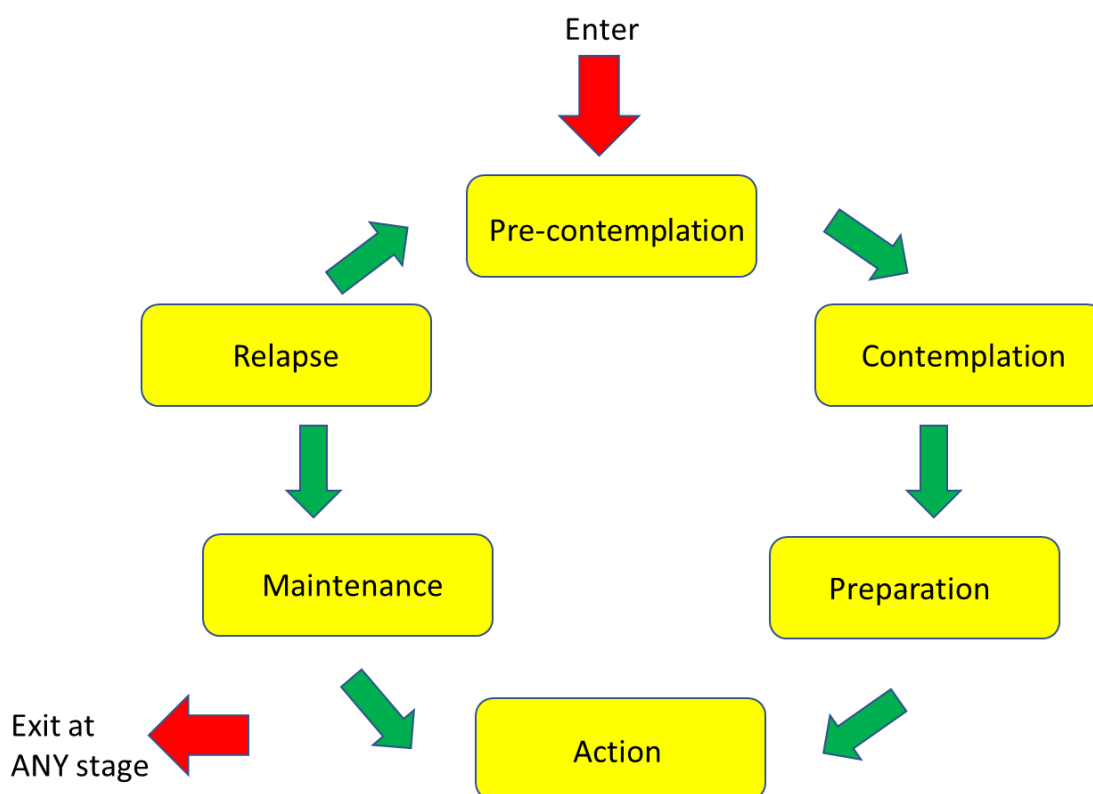 Enter
Pre-contemplation
Relapse
Contemplation
Maintenance
Preparation
Exit at
ANY stage
Action